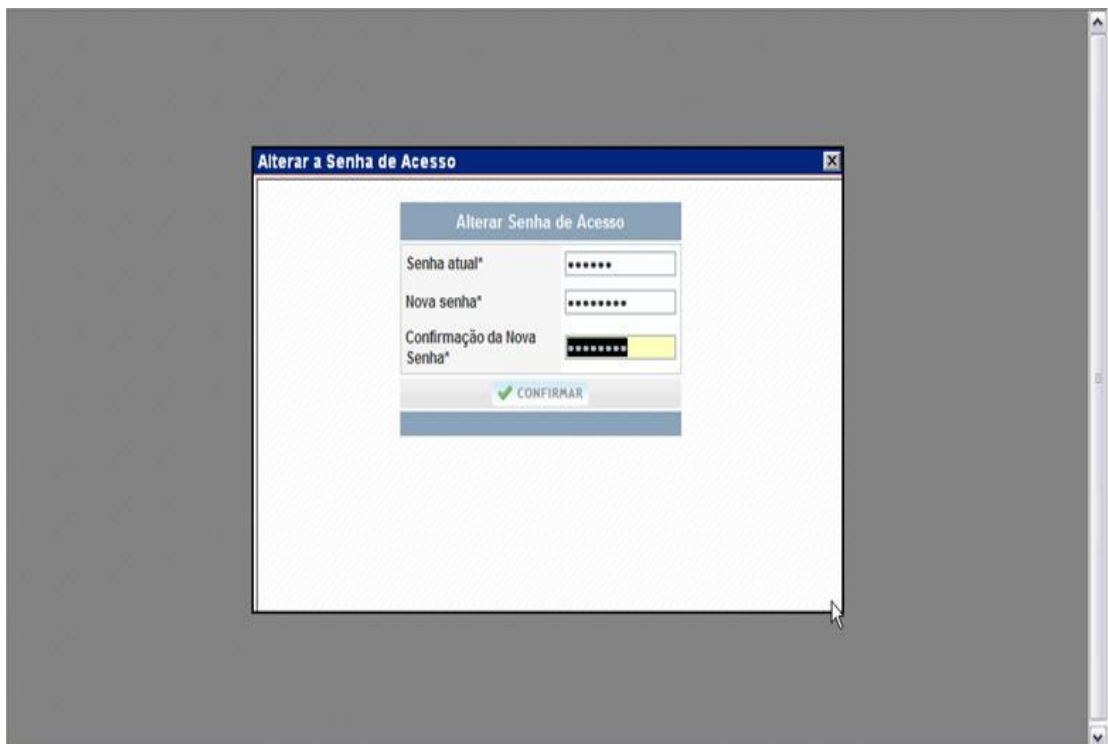 Alterar a Senha de Acesso
Alterar Senha de Acesso
Senha atual* ••••••
Nova senha* ••••••••
Confirmação da Nova
Senha* ••••••••
CONFIRMAR